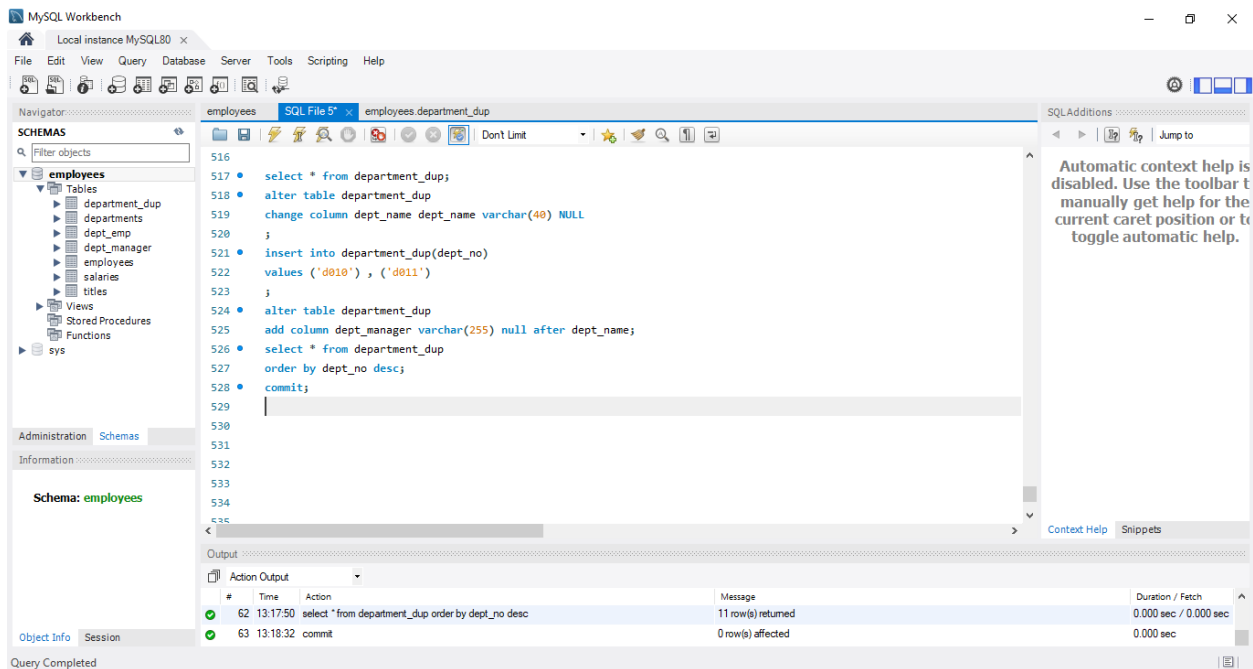 MySQL Workbench
Local instance MySQL80
File Edit View Query Database Server Tools Scripting Help
Navigator
SCHEMAS
Filter objects
employees
Tables
department_dup
departments
dept_emp
dept_manager
employees
salaries
titles
Views
Stored Procedures
Functions
sys
Administration Schemas
Information
Schema: employees
Object Info Session
employees SQL File 5* employees.department_dup
Don't Limit
516
517 select * from department_dup;
518 alter table department_dup
519 change column dept_name dept_name varchar(40) NULL
520 ;
521 insert into department_dup(dept_no)
522 values ('d010') , ('d011')
523 ;
524 alter table department_dup
525 add column dept_manager varchar(255) null after dept_name;
526 select * from department_dup
527 order by dept_no desc;
528 commit;
529
530
531
532
533
534
535
SQLAdditions
Jump to
Automatic context help is
disabled. Use the toolbar t
manually get help for the
current caret position or to
toggle automatic help.
Context Help Snippets
Output
Action Output
# Time Action Message Duration / Fetch
62 13:17:50 select * from department_dup order by dept_no desc 11 row(s) returned 0.000 sec / 0.000 sec
63 13:18:32 commit 0 row(s) affected 0.000 sec
Query Completed